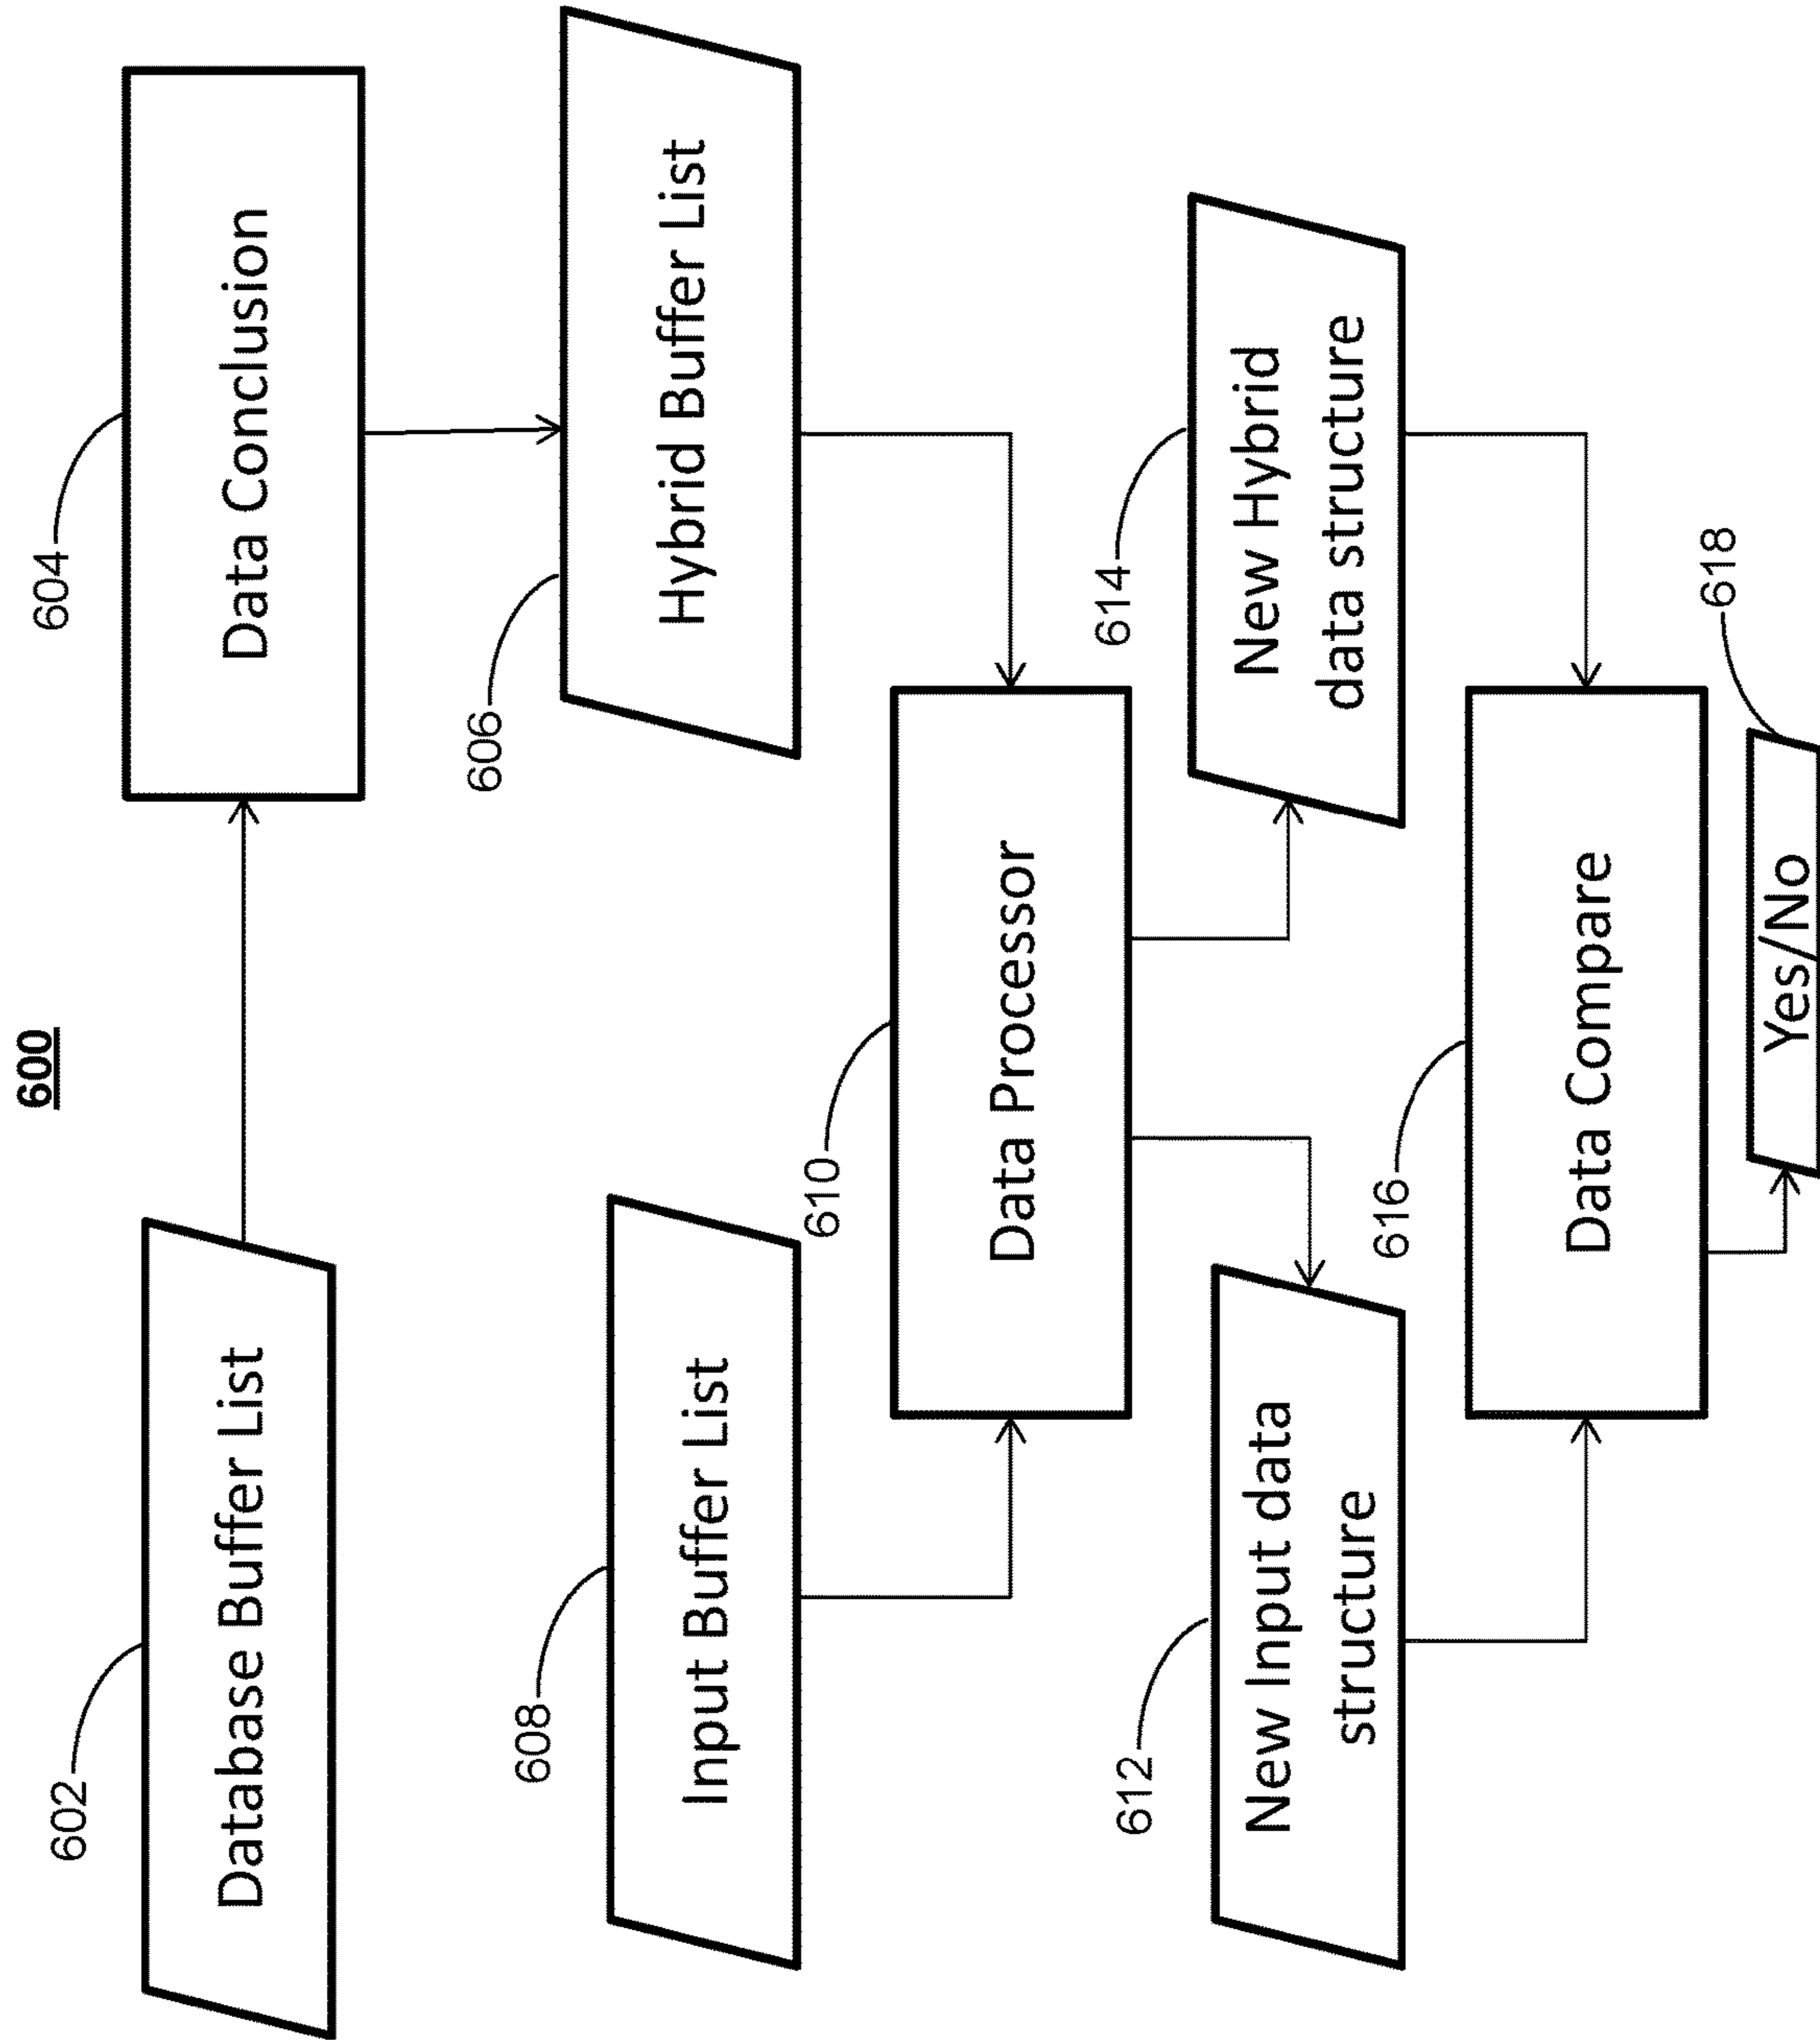 600
602
Database Buffer List
604
Data Conclusion
606
Hybrid Buffer List
608
Input Buffer List
610
Data Processor
612
New Input data
structure
614
New Hybrid
data structure
616
Data Compare
618
Yes/No